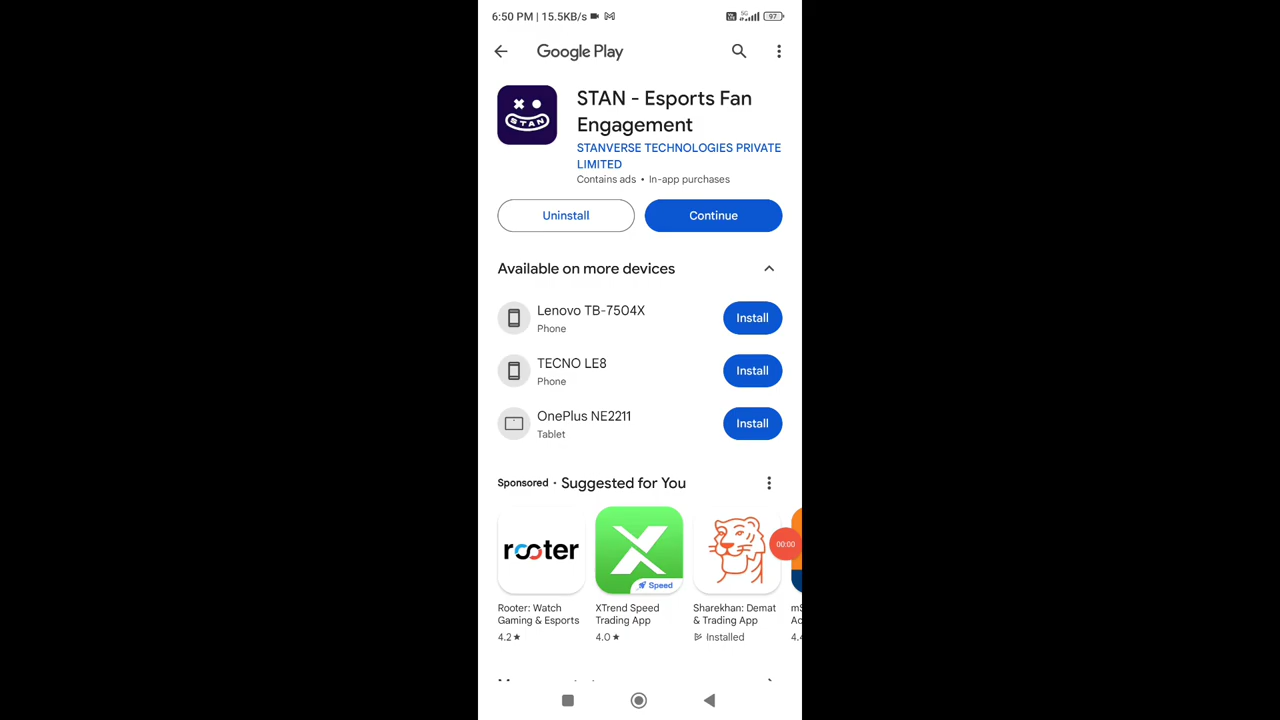 6:50 PM | 15.5KB/s
5G
97
Google Play
STAN
STAN - Esports Fan
Engagement
STANVERSE TECHNOLOGIES PRIVATE
LIMITED
Contains ads • In-app purchases
Uninstall
Continue
Available on more devices
Lenovo TB-7504X
Phone
Install
TECNO LE8
Phone
Install
OnePlus NE2211
Tablet
Install
Sponsored · Suggested for You
rooter
Speed
00:00
Rooter: Watch
Gaming & Esports
4.2★
XTrend Speed
Trading App
4.0★
Sharekhan: Demat
& Trading App
Installed